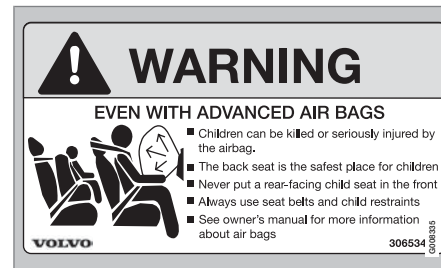 WARNING
EVEN WITH ADVANCED AIR BAGS
■ Children can be killed or seriously injured by
the airbag.
■ The back seat is the safest place for children
■ Never put a rear-facing child seat in the front
■ Always use seat belts and child restraints
■ See owner's manual for more information
about air bags
VOLVO
306534
G008335